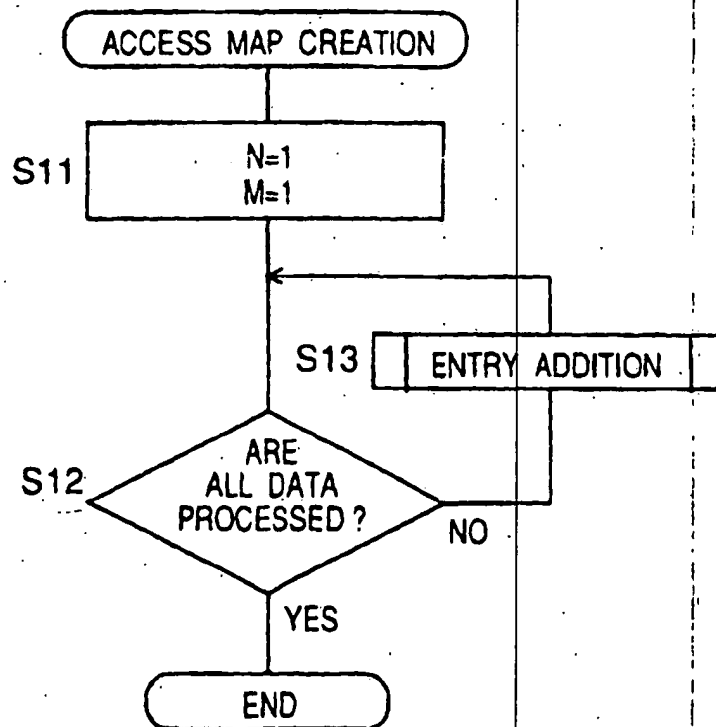 ACCESS MAP CREATION
S11
N=1
M=1
S13
ENTRY ADDITION
S12
ARE
ALL DATA
PROCESSED?
NO
YES
END